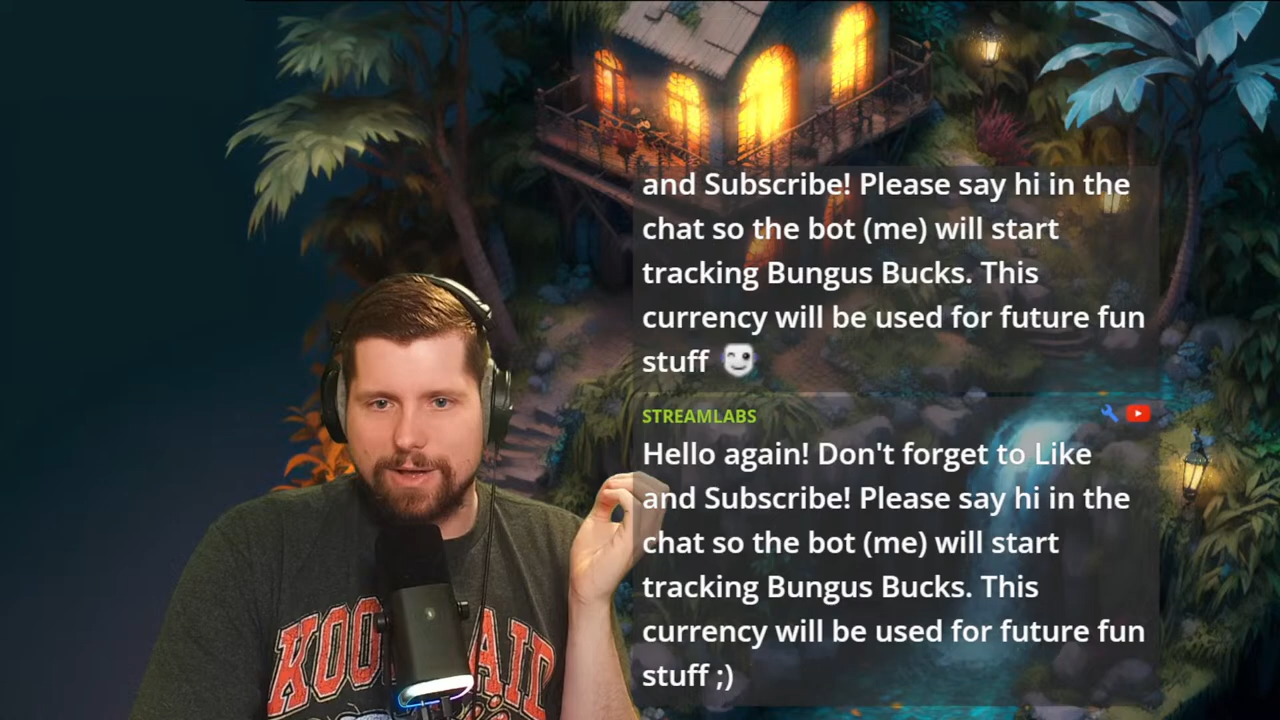 and Subscribe! Please say hi in the
chat so the bot (me) will start
tracking Bungus Bucks. This
currency will be used for future fun
stuff
STREAMLABS
Hello again! Don't forget to Like
and Subscribe! Please say hi in the
chat so the bot (me) will start
tracking Bungus Bucks. This
currency will be used for future fun
stuff ;)